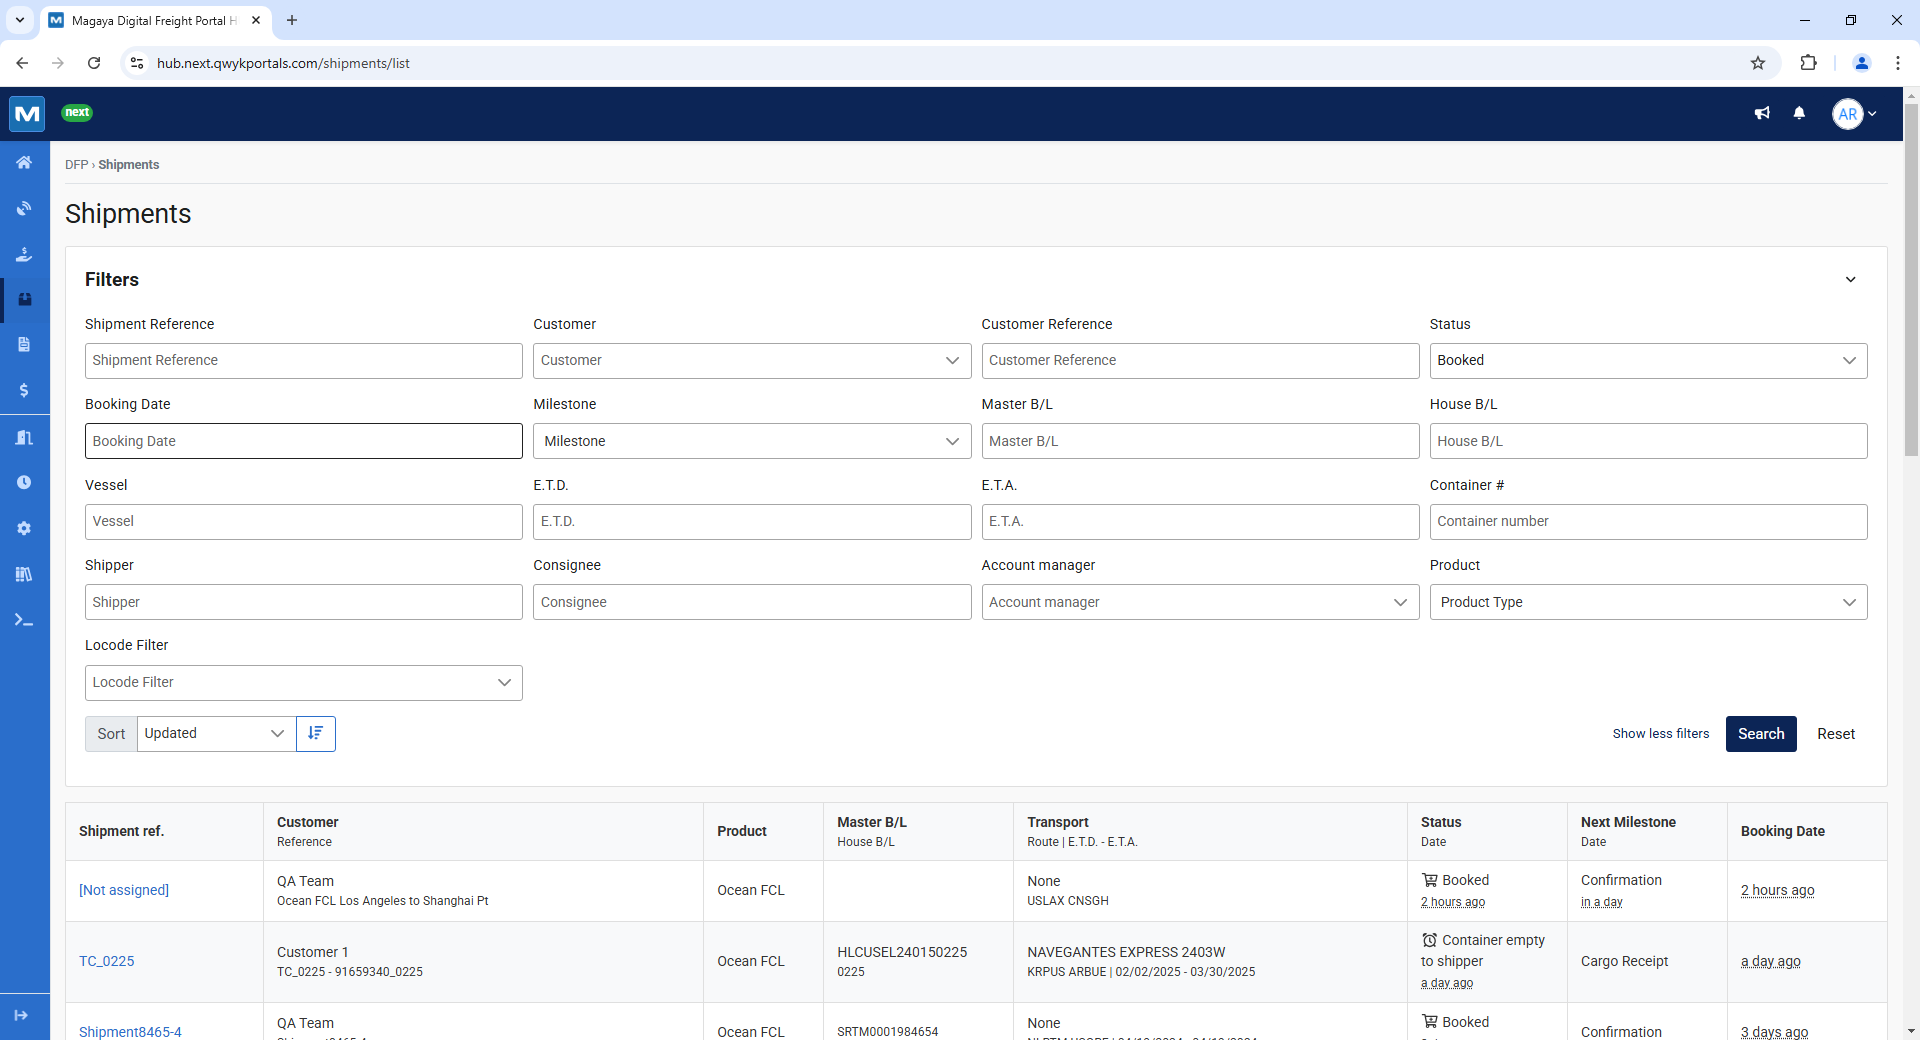 Magaya Digital Freight Portal H
hub.next.qwykportals.com/shipments/list
next
AR
DFP › Shipments
Shipments
Filters
Shipment Reference
Customer
Customer Reference
Status
Shipment Reference
Customer
Customer Reference
Booked
Booking Date
Milestone
Master B/L
House B/L
Booking Date
Milestone
Master B/L
House B/L
Vessel
E.T.D.
E.T.A.
Container #
Vessel
E.T.D.
E.T.A.
Container number
Shipper
Consignee
Account manager
Product
Shipper
Consignee
Account manager
Product Type
Locode Filter
Locode Filter
Sort
Updated
Show less filters
Search
Reset
Shipment ref.
Customer
Reference
Product
Master B/L
House B/L
Transport
Route | E.T.D. - E.T.A.
Status
Date
Next Milestone
Date
Booking Date
[Not assigned]
QA Team
Ocean FCL Los Angeles to Shanghai Pt
Ocean FCL
None
USLAX CNSGH
Booked
2 hours ago
Confirmation
in a day
2 hours ago
TC_0225
Customer 1
TC_0225 - 91659340_0225
Ocean FCL
HLCUSEL240150225
0225
NAVEGANTES EXPRESS 2403W
KRPUS ARBUE | 02/02/2025 - 03/30/2025
Container empty
to shipper
a day ago
Cargo Receipt
a day ago
Shipment8465-4
QA Team
Ocean FCL
SRTM0001984654
None
Booked
Confirmation
3 days ago